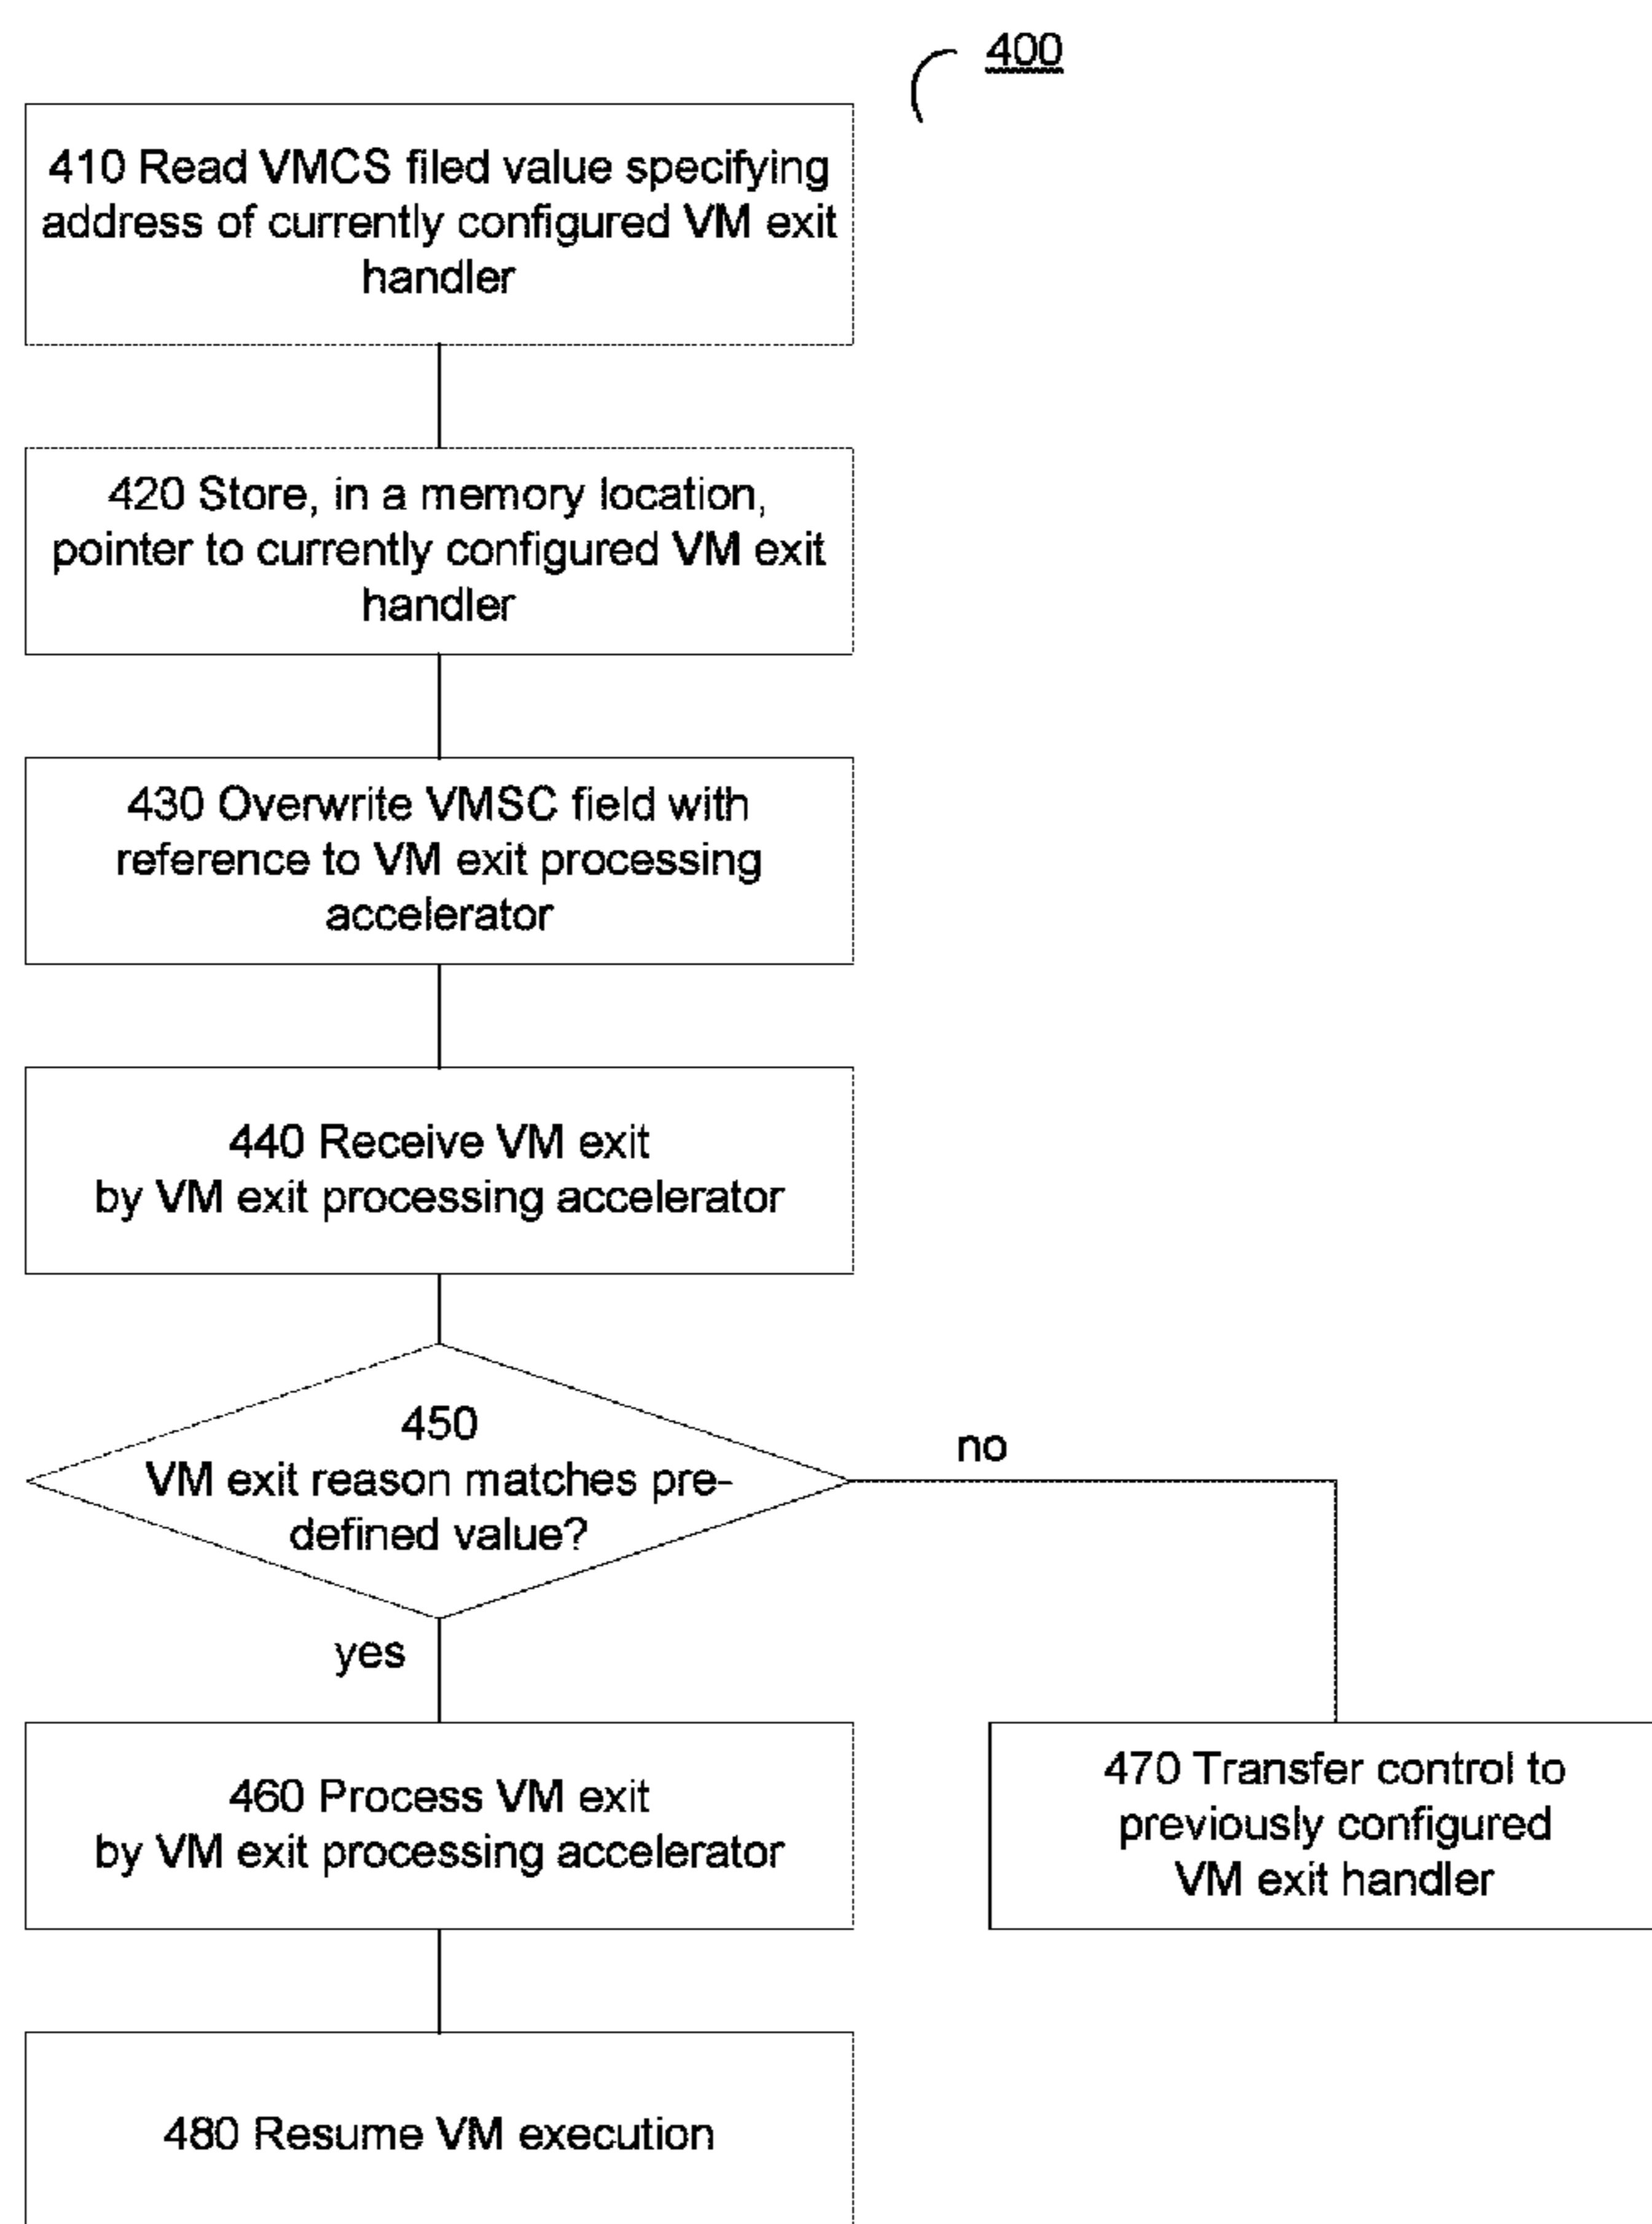 400
410 Read VMCS filed value specifying
address of currently configured VM exit
handler
420 Store, in a memory location,
pointer to currently configured VM exit
handler
430 Overwrite VMSC field with
reference to VM exit processing
accelerator
440 Receive VM exit
by VM exit processing accelerator
450
VM exit reason matches pre-
defined value?
no
yes
460 Process VM exit
by VM exit processing accelerator
470 Transfer control to
previously configured
VM exit handler
480 Resume VM execution